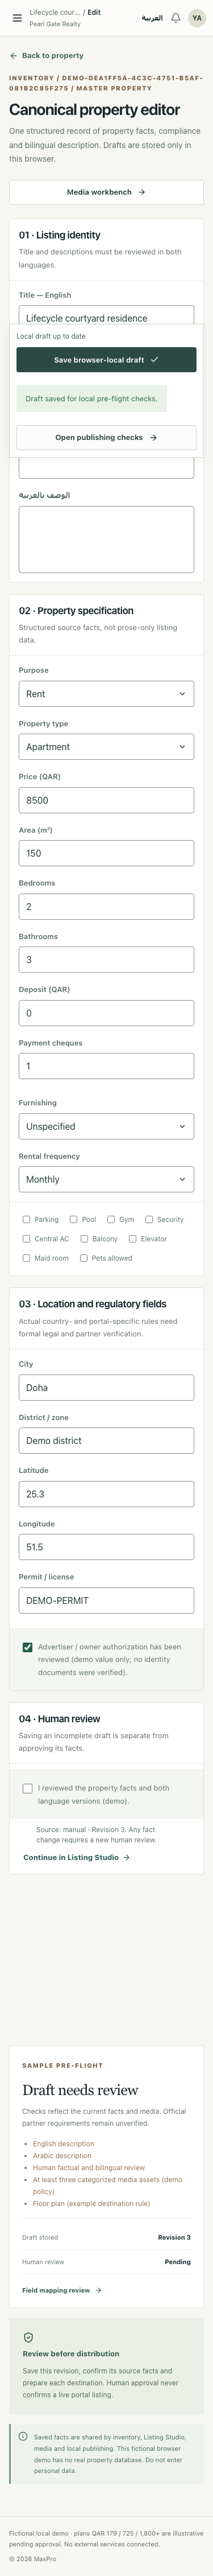 Lifecycle cour... / Edit
Pearl Gate Realty
العربية
YA
Back to property
INVENTORY / DEMO-DEA1FF5A-4C3C-4751-B5AF-
081B2C85F275 / MASTER PROPERTY
Canonical property editor
One structured record of property facts, compliance
and bilingual description. Drafts are stored only in
this browser.
Media workbench
01 · Listing identity
Title and descriptions must be reviewed in both
languages.
Title — English
Lifecycle courtyard residence
Local draft up to date
Save browser-local draft
Draft saved for local pre-flight checks.
Open publishing checks
الوصف بالعربية
02 · Property specification
Structured source facts, not prose-only listing
data.
Purpose
Rent
Property type
Apartment
Price (QAR)
8500
Area (m²)
150
Bedrooms
2
Bathrooms
3
Deposit (QAR)
0
Payment cheques
1
Furnishing
Unspecified
Rental frequency
Monthly
Parking Pool Gym Security
Central AC Balcony Elevator
Maid room Pets allowed
03 · Location and regulatory fields
Actual country- and portal-specific rules need
formal legal and partner verification.
City
Doha
District / zone
Demo district
Latitude
25.3
Longitude
51.5
Permit / license
DEMO-PERMIT
Advertiser / owner authorization has been
reviewed (demo value only; no identity
documents were verified).
04 · Human review
Saving an incomplete draft is separate from
approving its facts.
I reviewed the property facts and both
language versions (demo).
Source: manual · Revision 3. Any fact
change requires a new human review.
Continue in Listing Studio
SAMPLE PRE-FLIGHT
Draft needs review
Checks reflect the current facts and media. Official
partner requirements remain unverified.
English description
Arabic description
Human factual and bilingual review
At least three categorized media assets (demo
policy)
Floor plan (example destination rule)
Draft stored Revision 3
Human review Pending
Field mapping review
Review before distribution
Save this revision, confirm its source facts and
prepare each destination. Human approval never
confirms a live portal listing.
Saved facts are shared by inventory, Listing Studio,
media and local publishing. This fictional browser
demo has no real property database. Do not enter
personal data.
Fictional local demo · plans QAR 179 / 725 / 1,800+ are illustrative
pending approval. No external services connected.
© 2026 MaxPro